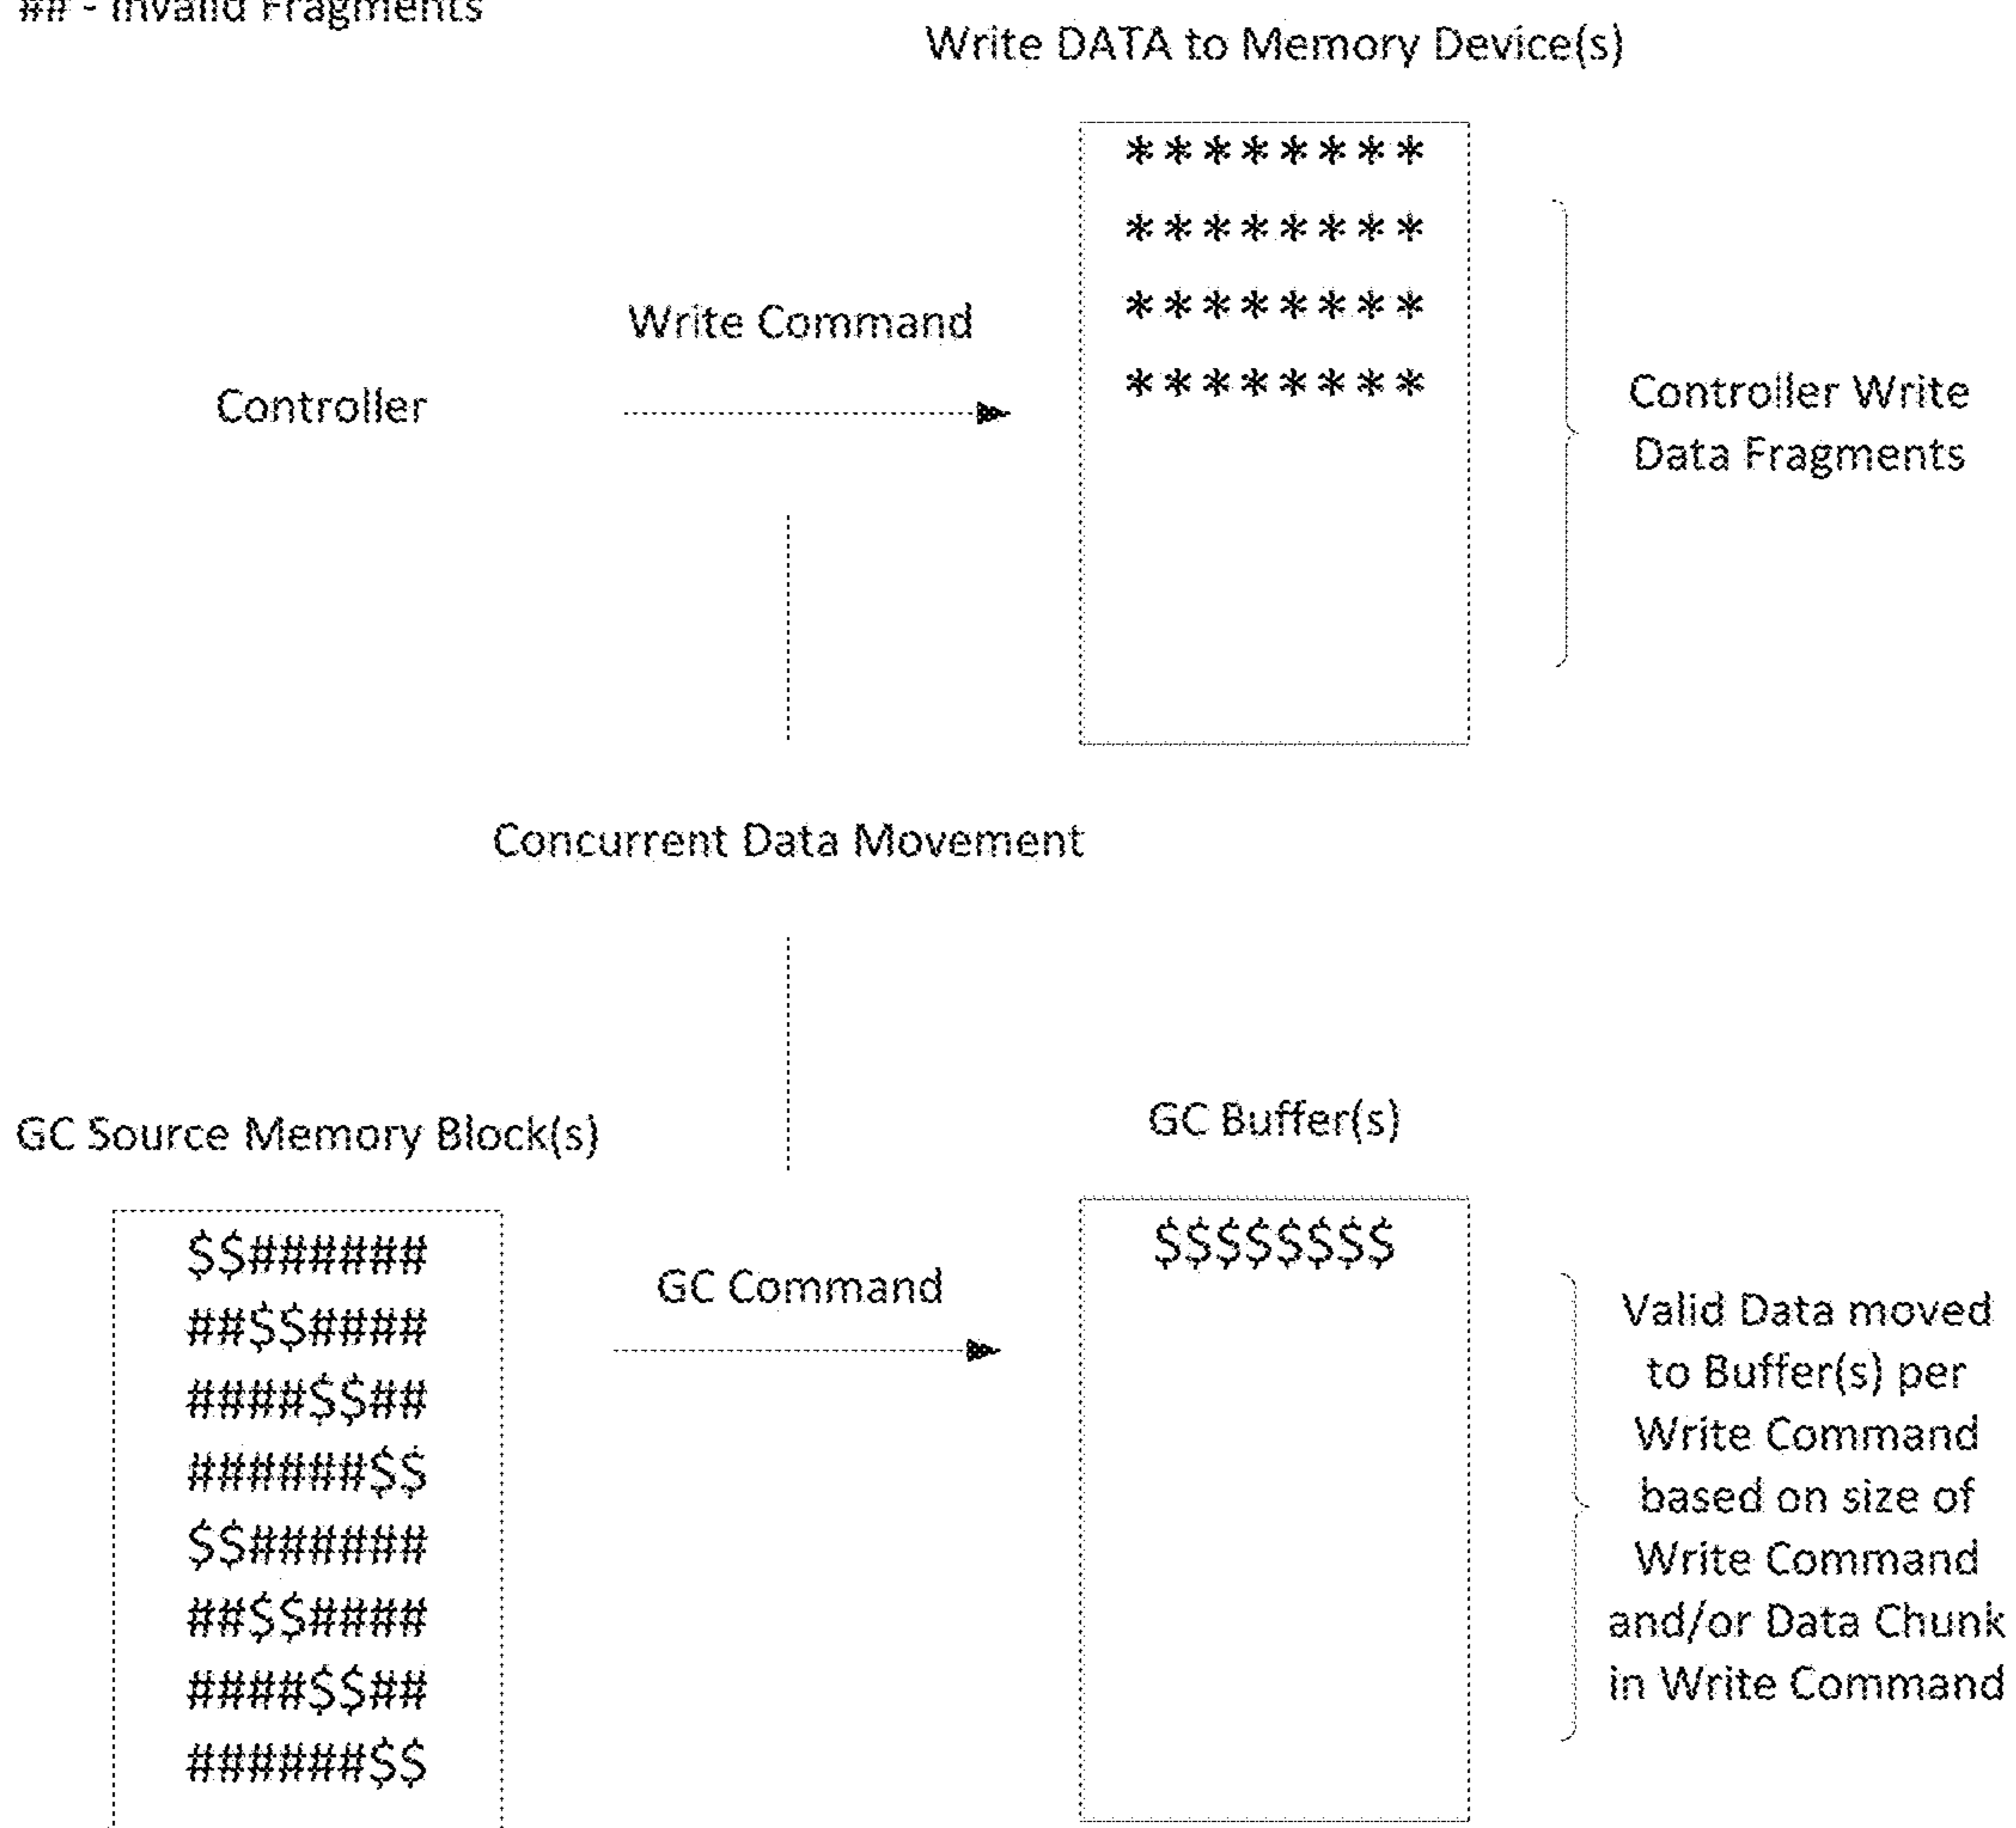 ## - Invalid Fragments
Write DATA to Memory Device(s)
********
********
********
********
Write Command
Controller
Controller Write
Data Fragments
Concurrent Data Movement
GC Source Memory Block(s)
GC Buffer(s)
$$######
##$$####
####$$##
######$$
$$######
##$$####
####$$##
######$$
GC Command
$$$$$$$$
Valid Data moved
to Buffer(s) per
Write Command
based on size of
Write Command
and/or Data Chunk
in Write Command